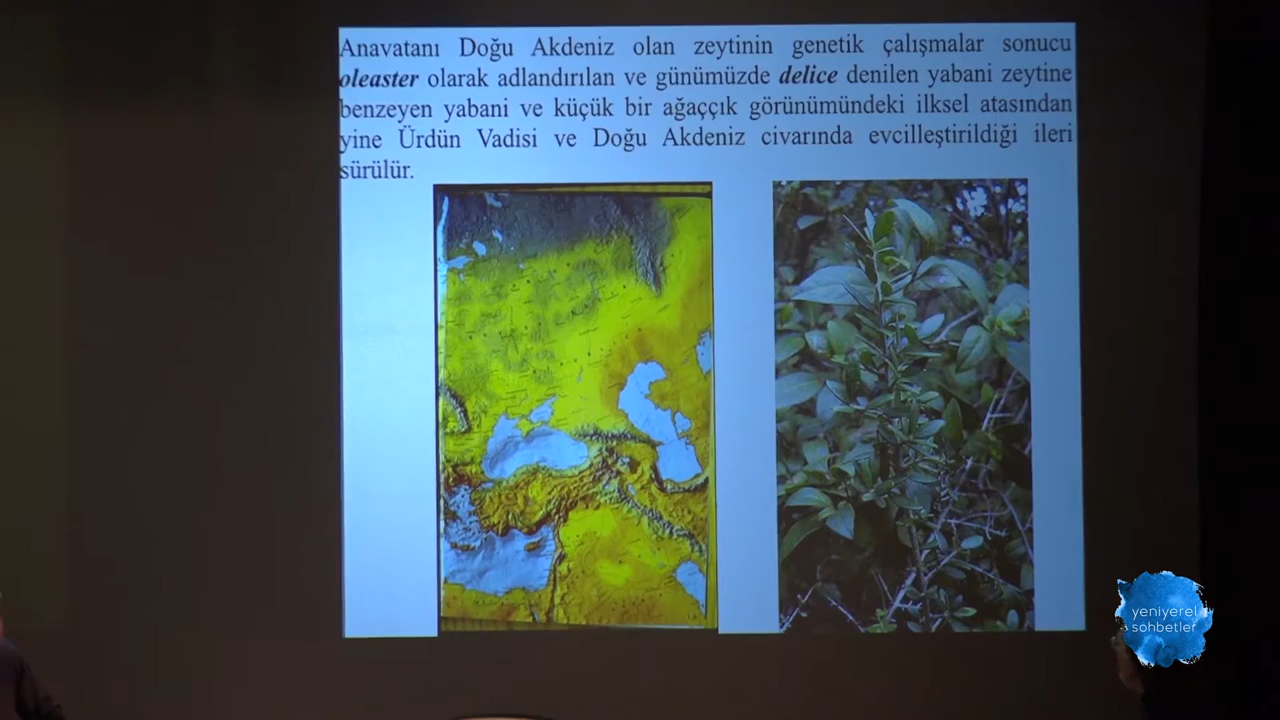 Anavatanı Doğu Akdeniz olan zeytinin genetik çalışmalar sonucu
oleaster olarak adlandırılan ve günümüzde delice denilen yabani zeytine
benzeyen yabani ve küçük bir ağaççık görünümündeki ilksel atasından
yine Ürdün Vadisi ve Doğu Akdeniz civarında evcilleştirildiği ileri
sürülür.
yeniyerel
sohbetler